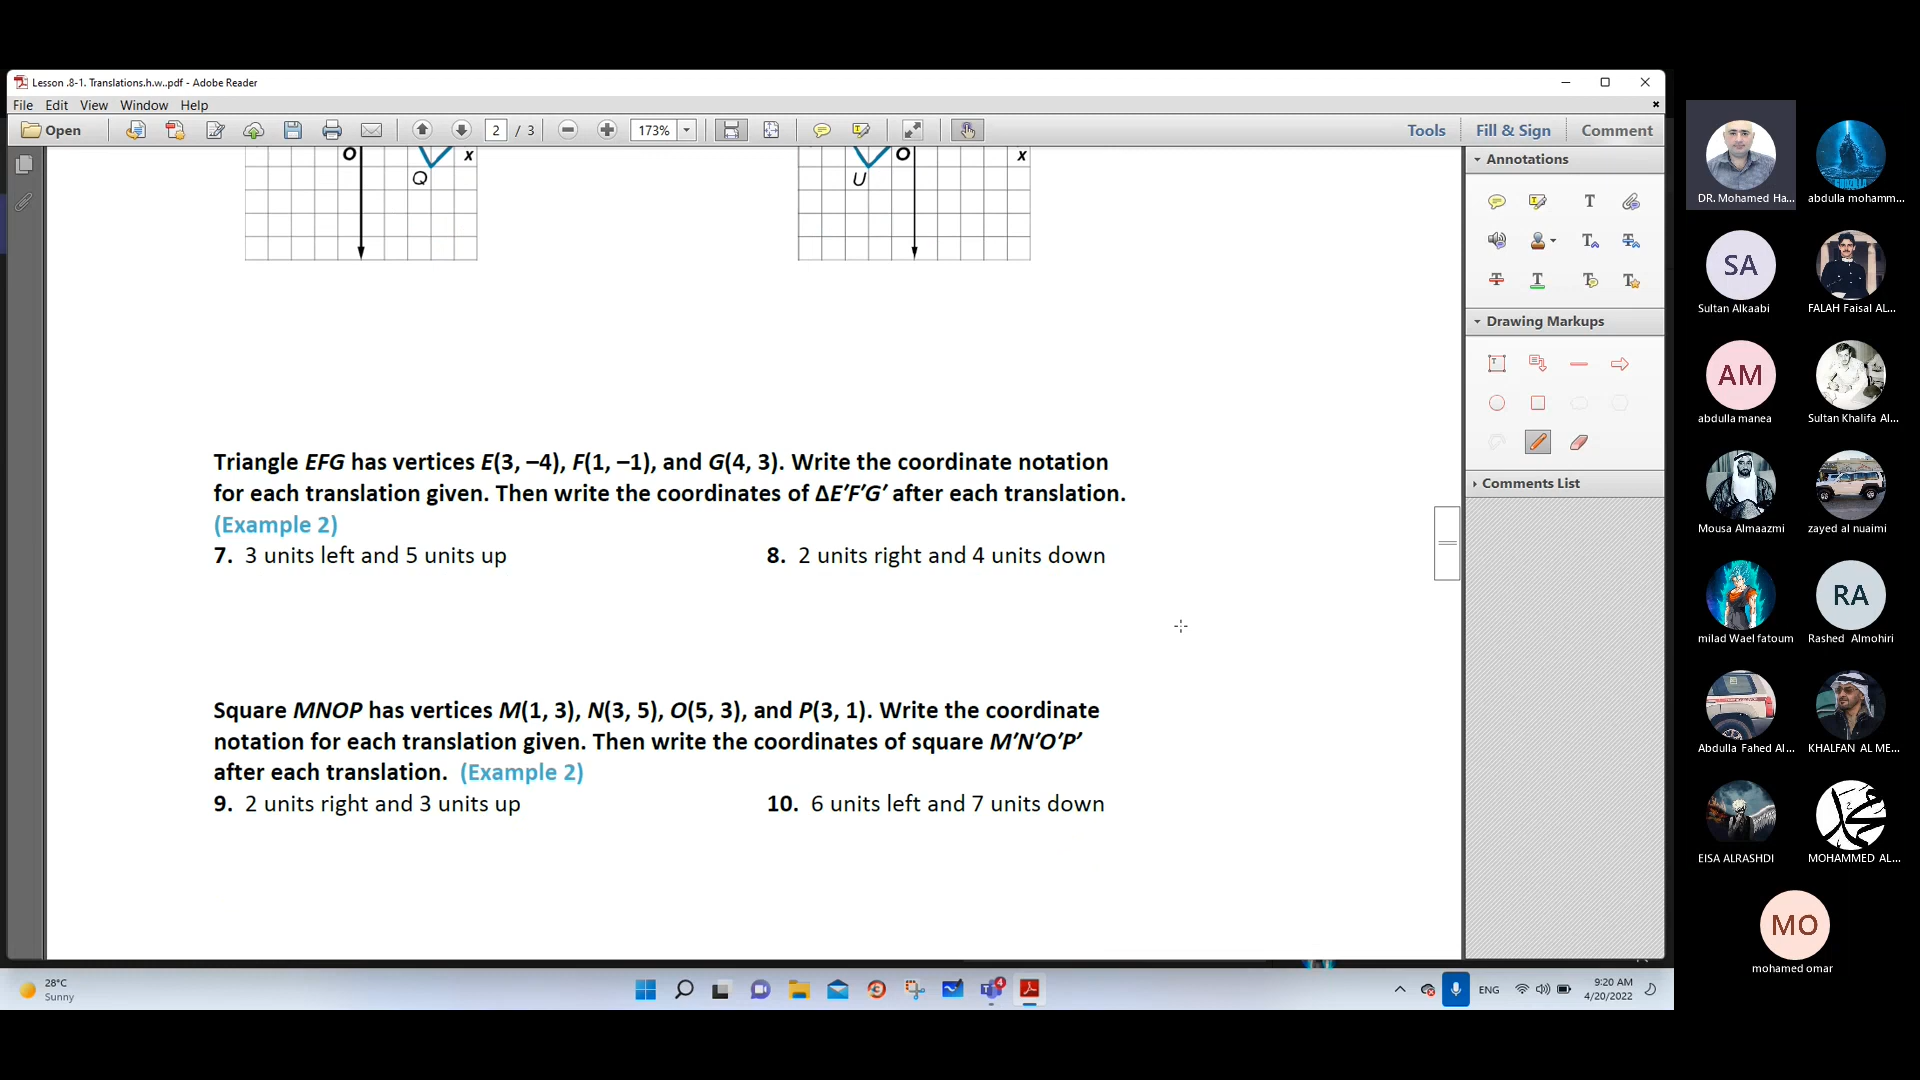 Lesson .8-1. Translations.h.w..pdf - Adobe Reader
File Edit View Window Help
Open
2 / 3
173%
Tools
Fill & Sign
Comment
O x
Q
O x
U
Triangle EFG has vertices E(3, –4), F(1, –1), and G(4, 3). Write the coordinate notation
for each translation given. Then write the coordinates of ΔE′F′G′ after each translation.
(Example 2)
7. 3 units left and 5 units up
8. 2 units right and 4 units down
Square MNOP has vertices M(1, 3), N(3, 5), O(5, 3), and P(3, 1). Write the coordinate
notation for each translation given. Then write the coordinates of square M′N′O′P′
after each translation. (Example 2)
9. 2 units right and 3 units up
10. 6 units left and 7 units down
Annotations
Drawing Markups
Comments List
DR. Mohamed Ha...
abdulla mohamm...
SA
Sultan Alkaabi
FALAH Faisal AL...
AM
abdulla manea
Sultan Khalifa Al...
Mousa Almaazmi
zayed al nuaimi
milad Wael fatoum
RA
Rashed Almohiri
Abdulla Fahed Al...
KHALFAN AL ME...
EISA ALRASHDI
MOHAMMED AL...
MO
mohamed omar
28°C
Sunny
4
ENG
9:20 AM
4/20/2022